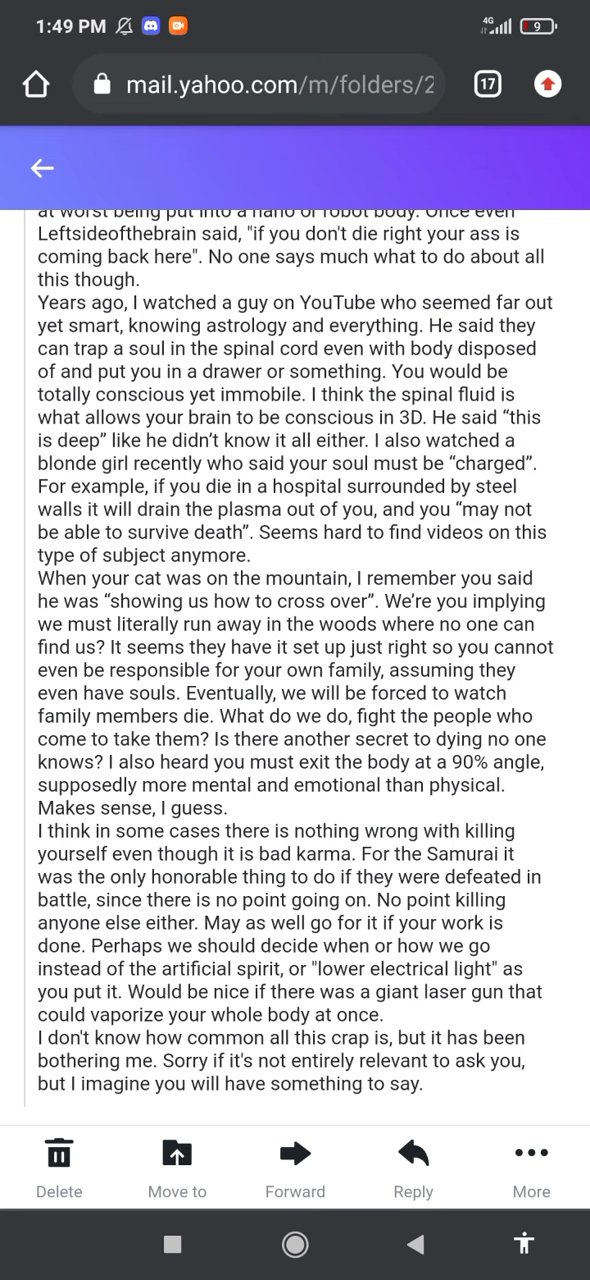 1:49 PM
4G
9
mail.yahoo.com/m/folders/2
17
at worst being put into a nano or robot body. Once even
Leftsideofthebrain said, "if you don't die right your ass is
coming back here". No one says much what to do about all
this though.
Years ago, I watched a guy on YouTube who seemed far out
yet smart, knowing astrology and everything. He said they
can trap a soul in the spinal cord even with body disposed
of and put you in a drawer or something. You would be
totally conscious yet immobile. I think the spinal fluid is
what allows your brain to be conscious in 3D. He said “this
is deep” like he didn’t know it all either. I also watched a
blonde girl recently who said your soul must be “charged”.
For example, if you die in a hospital surrounded by steel
walls it will drain the plasma out of you, and you “may not
be able to survive death”. Seems hard to find videos on this
type of subject anymore.
When your cat was on the mountain, I remember you said
he was “showing us how to cross over”. We’re you implying
we must literally run away in the woods where no one can
find us? It seems they have it set up just right so you cannot
even be responsible for your own family, assuming they
even have souls. Eventually, we will be forced to watch
family members die. What do we do, fight the people who
come to take them? Is there another secret to dying no one
knows? I also heard you must exit the body at a 90% angle,
supposedly more mental and emotional than physical.
Makes sense, I guess.
I think in some cases there is nothing wrong with killing
yourself even though it is bad karma. For the Samurai it
was the only honorable thing to do if they were defeated in
battle, since there is no point going on. No point killing
anyone else either. May as well go for it if your work is
done. Perhaps we should decide when or how we go
instead of the artificial spirit, or "lower electrical light" as
you put it. Would be nice if there was a giant laser gun that
could vaporize your whole body at once.
I don't know how common all this crap is, but it has been
bothering me. Sorry if it's not entirely relevant to ask you,
but I imagine you will have something to say.
Delete
Move to
Forward
Reply
More